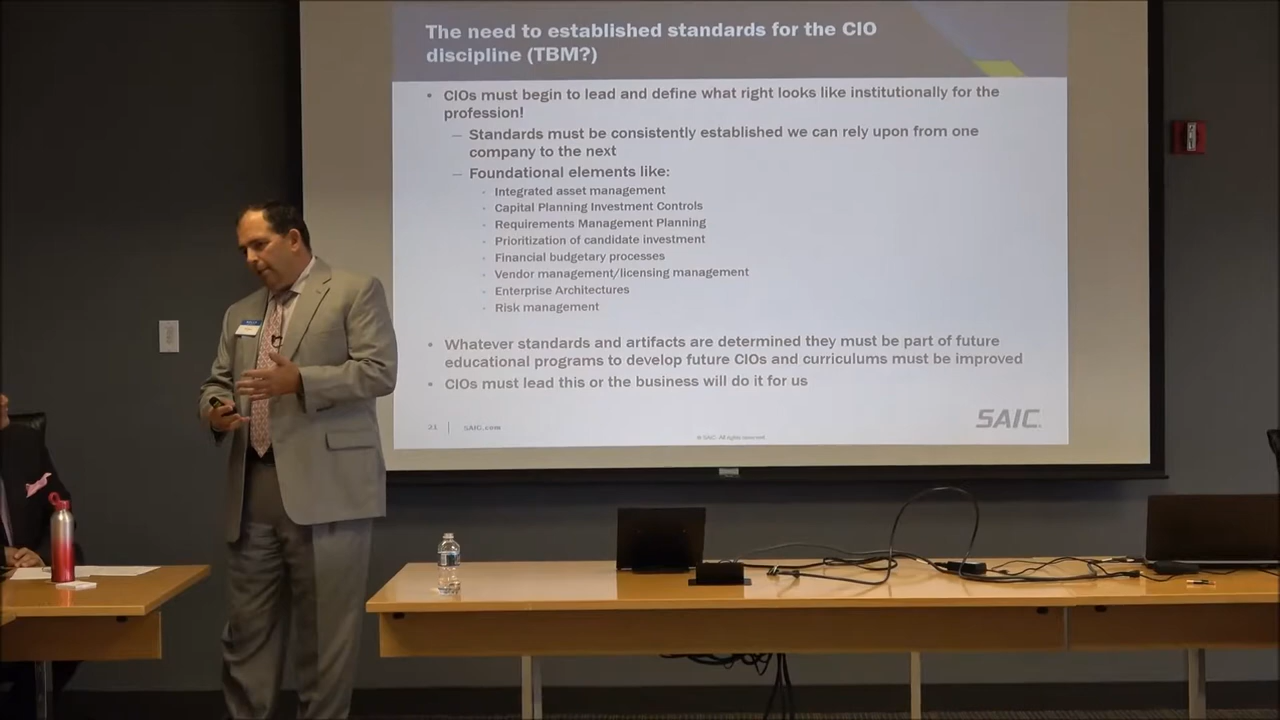 The need to established standards for the CIO
discipline (TBM?)
• CIOs must begin to lead and define what right looks like institutionally for the
profession!
– Standards must be consistently established we can rely upon from one
company to the next
– Foundational elements like:
· Integrated asset management
· Capital Planning Investment Controls
· Requirements Management Planning
· Prioritization of candidate investment
· Financial budgetary processes
· Vendor management/licensing management
· Enterprise Architectures
· Risk management
• Whatever standards and artifacts are determined they must be part of future
educational programs to develop future CIOs and curriculums must be improved
• CIOs must lead this or the business will do it for us
21 | SAIC.com
© SAIC. All rights reserved.
SAIC.